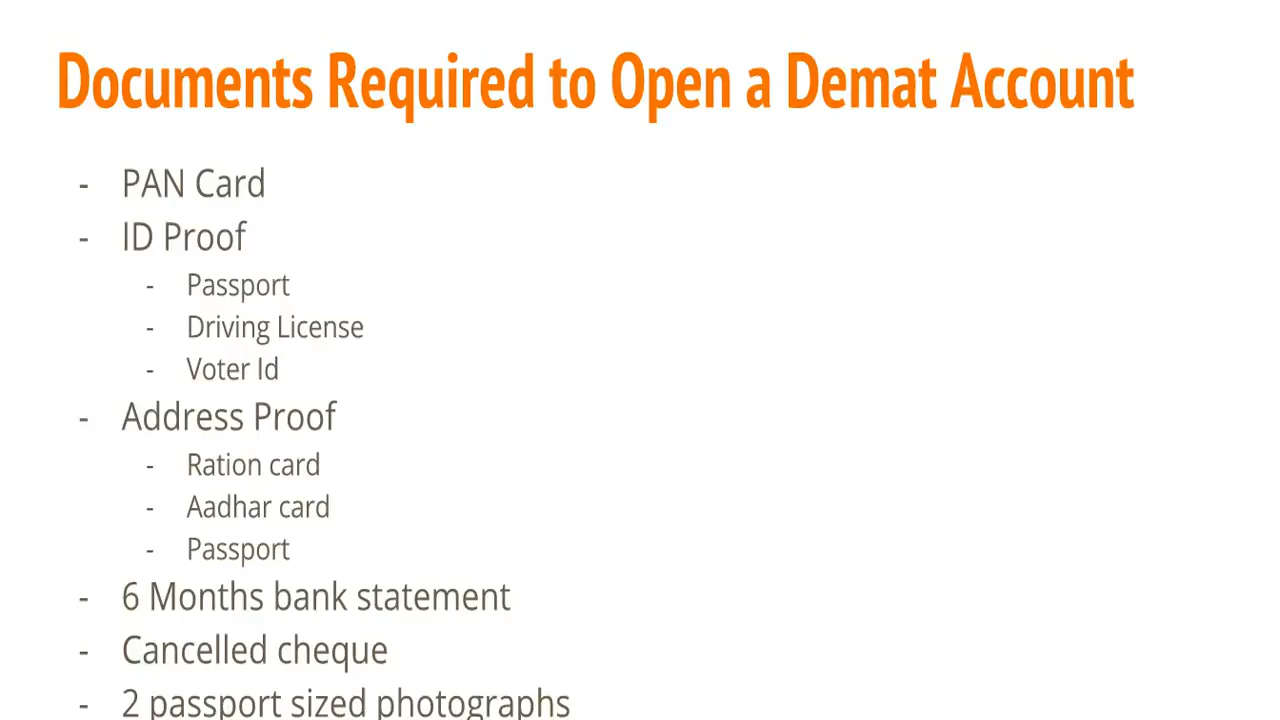 Documents Required to Open a Demat Account
- PAN Card
- ID Proof
- Passport
- Driving License
- Voter Id
- Address Proof
- Ration card
- Aadhar card
- Passport
- 6 Months bank statement
- Cancelled cheque
- 2 passport sized photographs